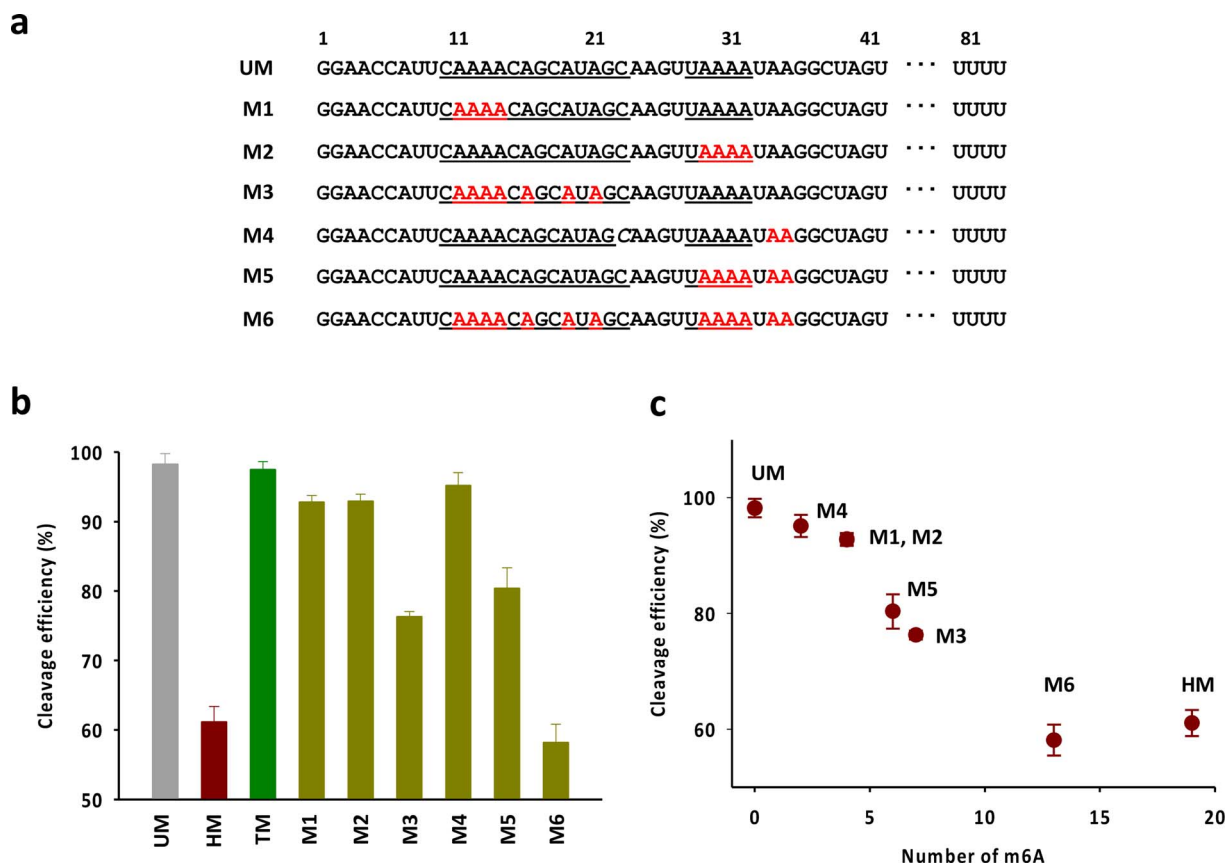 a
1 11 21 31 41 81
UM GGAACCAUUCAAAACAGCAUAGCAAGUUAAAAUAAGGCUAGU ··· UUUU
M1 GGAACCAUUCAAAACAGCAUAGCAAGUUAAAAUAAGGCUAGU ··· UUUU
M2 GGAACCAUUCAAAACAGCAUAGCAAGUUAAAAUAAGGCUAGU ··· UUUU
M3 GGAACCAUUCAAAACAGCAUAGCAAGUUAAAAUAAGGCUAGU ··· UUUU
M4 GGAACCAUUCAAAACAGCAUAGCAAGUUAAAAUAAGGCUAGU ··· UUUU
M5 GGAACCAUUCAAAACAGCAUAGCAAGUUAAAAUAAGGCUAGU ··· UUUU
M6 GGAACCAUUCAAAACAGCAUAGCAAGUUAAAAUAAGGCUAGU ··· UUUU
b
Cleavage efficiency (%)
100
90
80
70
60
50
UM HM TM M1 M2 M3 M4 M5 M6
c
Cleavage efficiency (%)
100
80
60
UM
M4
M1, M2
M5
M3
M6 HM
0 5 10 15 20
Number of m6A